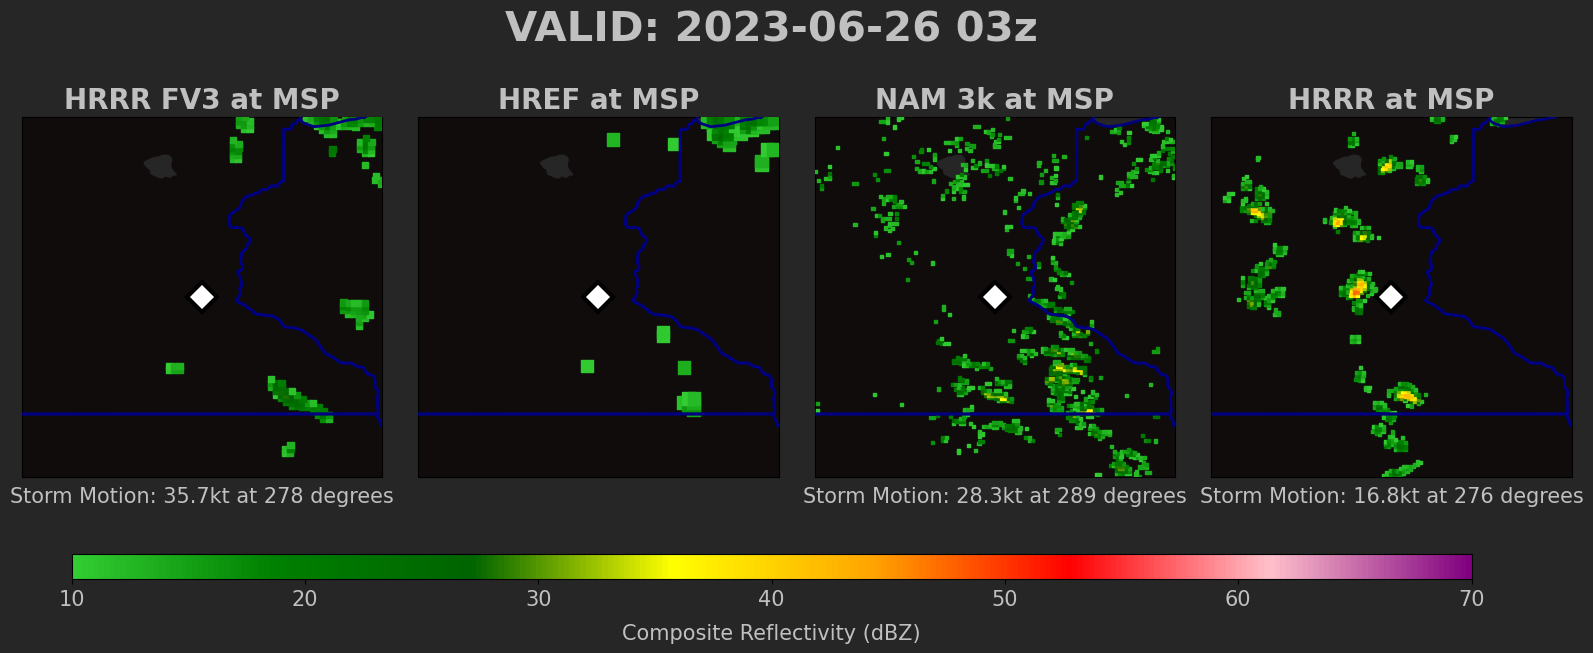 VALID: 2023-06-26 03z
HRRR FV3 at MSP
HREF at MSP
NAM 3k at MSP
HRRR at MSP
Storm Motion: 35.7kt at 278 degrees
Storm Motion: 28.3kt at 289 degrees
Storm Motion: 16.8kt at 276 degrees
10 20 30 40 50 60 70
Composite Reflectivity (dBZ)